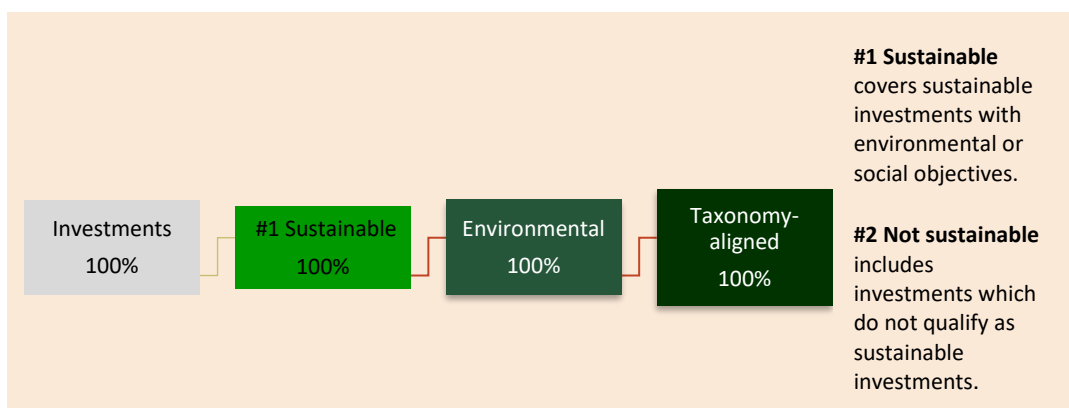 Investments
100%
#1 Sustainable
100%
Environmental
100%
Taxonomy-
aligned
100%
#1 Sustainable
covers sustainable
investments with
environmental or
social objectives.
#2 Not sustainable
includes
investments which
do not qualify as
sustainable
investments.